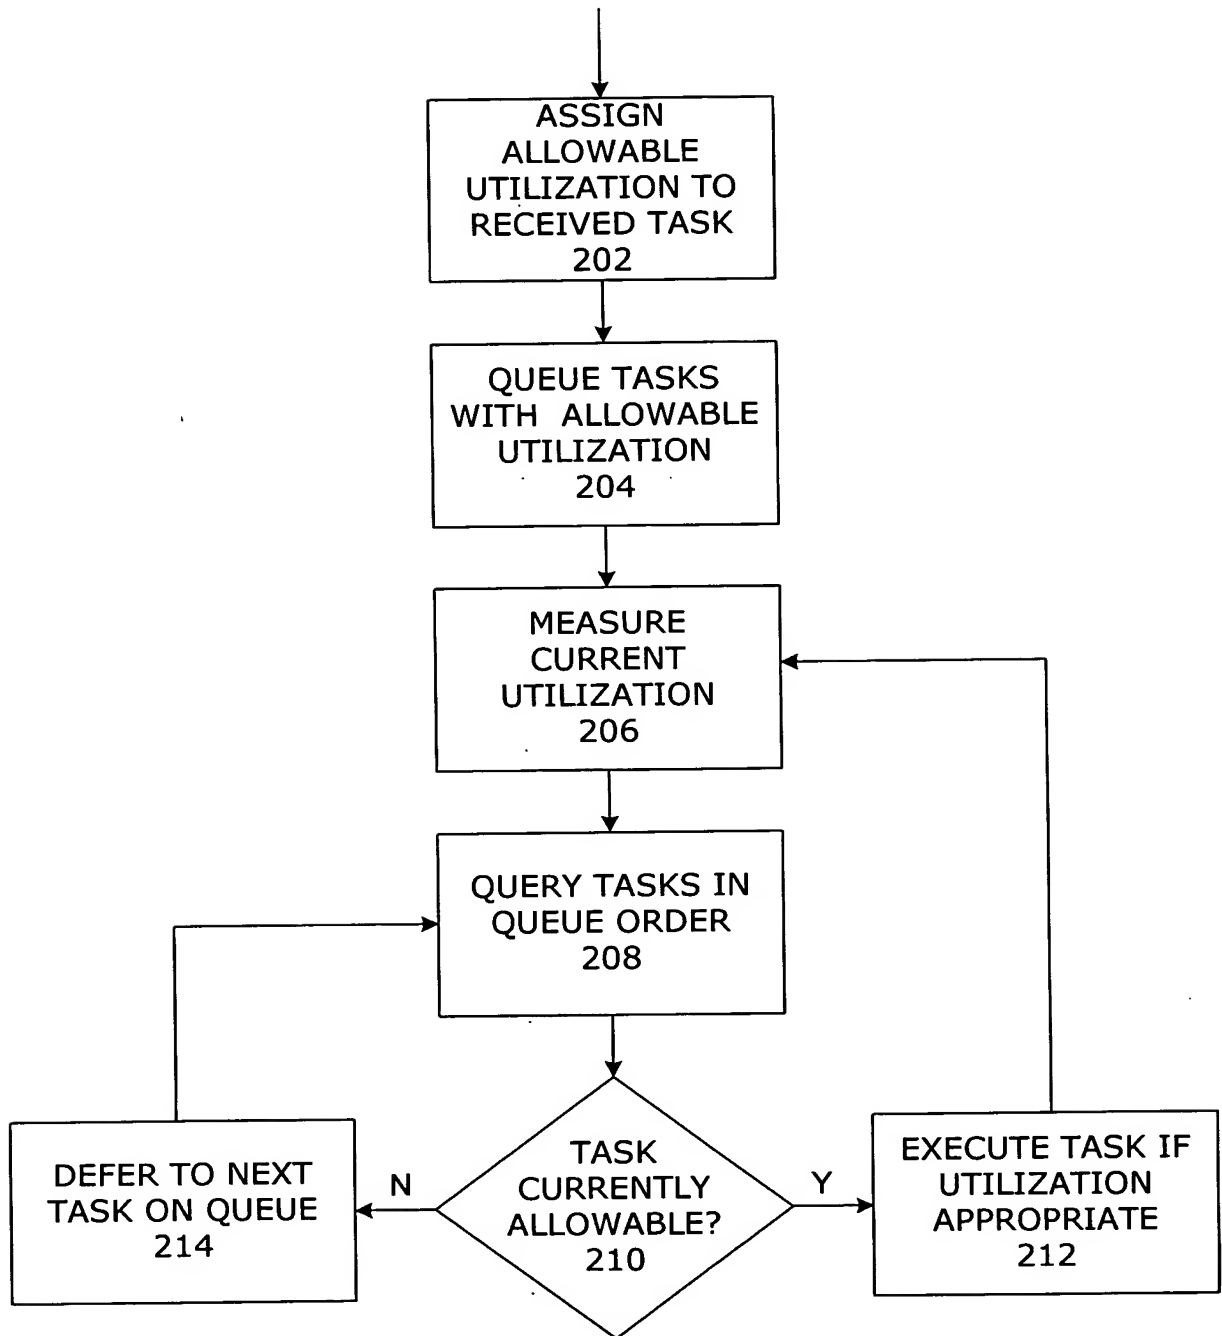 ASSIGN
ALLOWABLE
UTILIZATION TO
RECEIVED TASK
202
QUEUE TASKS
WITH ALLOWABLE
UTILIZATION
204
MEASURE
CURRENT
UTILIZATION
206
QUERY TASKS IN
QUEUE ORDER
208
TASK
CURRENTLY
ALLOWABLE?
210
N
Y
DEFER TO NEXT
TASK ON QUEUE
214
EXECUTE TASK IF
UTILIZATION
APPROPRIATE
212